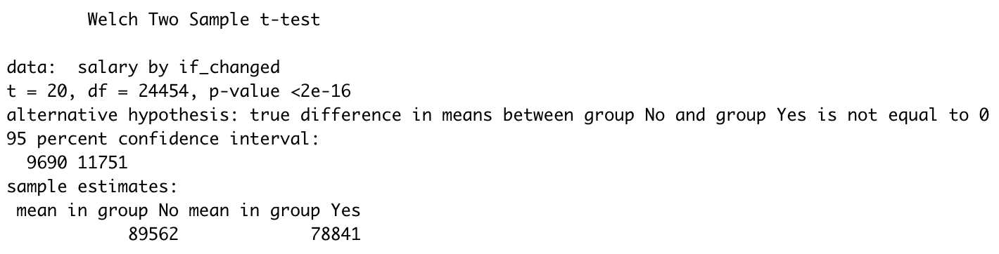 Welch Two Sample t-test
data:  salary by if_changed
t = 20, df = 24454, p-value <2e-16
alternative hypothesis: true difference in means between group No and group Yes is not equal to 0
95 percent confidence interval:
9690 11751
sample estimates:
mean in group No mean in group Yes
89562 78841